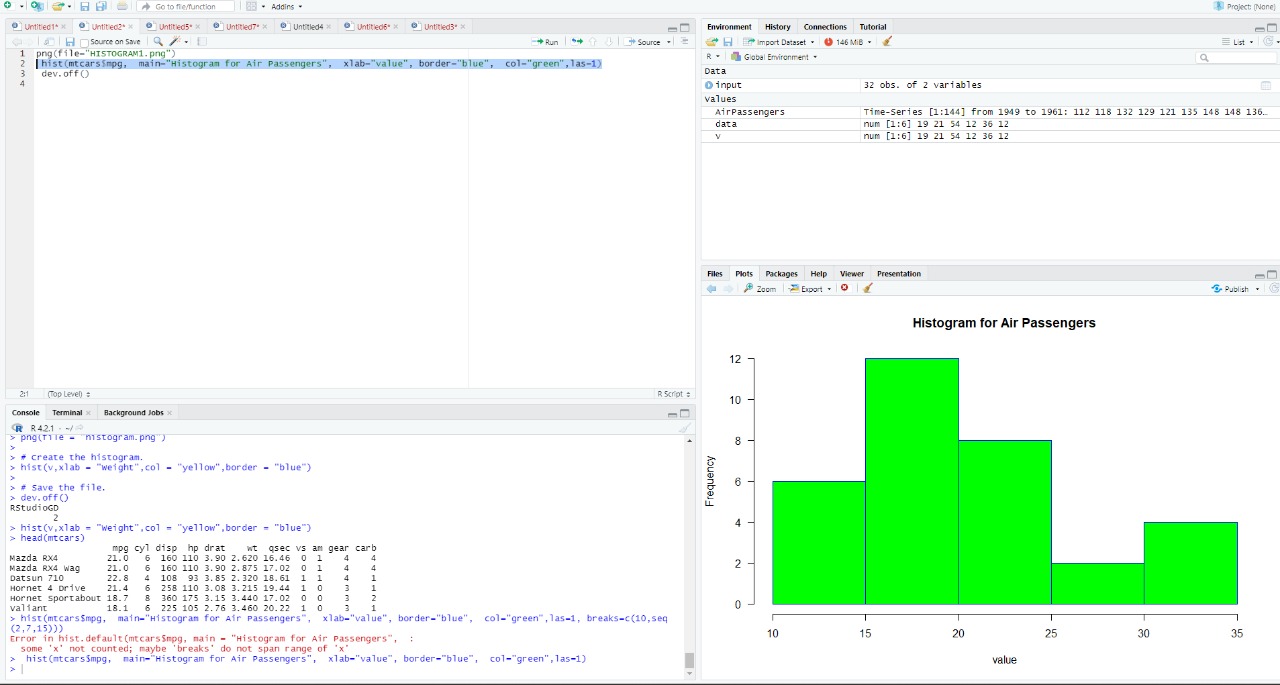 Go to file/function
Addins
Project: (None)
Untitled1* Untitled2* Untitled5* Untitled7* Untitled4 Untitled6* Untitled3*
Source on Save
Run
Source
1 png(file="HISTOGRAM1.png")
2 hist(mtcars$mpg, main="Histogram for Air Passengers", xlab="value", border="blue", col="green",las=1)
3 dev.off()
4
2:1 (Top Level)
R Script
Console Terminal Background Jobs
R 4.2.1 · ~/
> png(file = "histogram.png")
>
> # Create the histogram.
> hist(v,xlab = "Weight",col = "yellow",border = "blue")
>
> # Save the file.
> dev.off()
RStudioGD
2
> hist(v,xlab = "Weight",col = "yellow",border = "blue")
> head(mtcars)
mpg cyl disp hp drat wt qsec vs am gear carb
Mazda RX4 21.0 6 160 110 3.90 2.620 16.46 0 1 4 4
Mazda RX4 Wag 21.0 6 160 110 3.90 2.875 17.02 0 1 4 4
Datsun 710 22.8 4 108 93 3.85 2.320 18.61 1 1 4 1
Hornet 4 Drive 21.4 6 258 110 3.08 3.215 19.44 1 0 3 1
Hornet Sportabout 18.7 8 360 175 3.15 3.440 17.02 0 0 3 2
Valiant 18.1 6 225 105 2.76 3.460 20.22 1 0 3 1
> hist(mtcars$mpg, main="Histogram for Air Passengers", xlab="value", border="blue", col="green",las=1, breaks=c(10,seq
(2,7,15)))
Error in hist.default(mtcars$mpg, main = "Histogram for Air Passengers", :
some 'x' not counted; maybe 'breaks' do not span range of 'x'
> hist(mtcars$mpg, main="Histogram for Air Passengers", xlab="value", border="blue", col="green",las=1)
>
Environment History Connections Tutorial
Import Dataset
146 MiB
List
R
Global Environment
Data
input 32 obs. of 2 variables
values
AirPassengers Time-Series [1:144] from 1949 to 1961: 112 118 132 129 121 135 148 148 136…
data num [1:6] 19 21 54 12 36 12
v num [1:6] 19 21 54 12 36 12
Files Plots Packages Help Viewer Presentation
Zoom Export Publish
Histogram for Air Passengers
Frequency
12
10
8
6
4
2
0
10 15 20 25 30 35
value